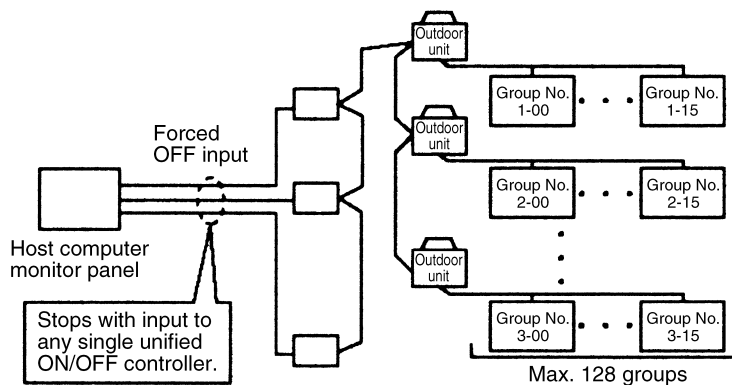 Outdoor
unit
Group No.
1-00
Group No.
1-15
Forced
OFF input
Outdoor
unit
Group No.
2-00
Group No.
2-15
Host computer
monitor panel
Outdoor
unit
Stops with input to
any single unified
ON/OFF controller.
Group No.
3-00
Group No.
3-15
Max. 128 groups